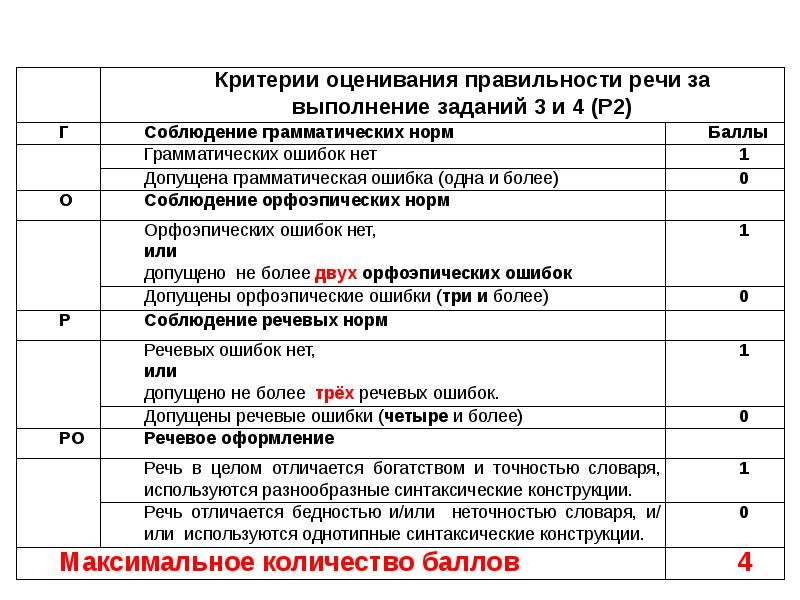 Критерии оценивания правильности речи за
выполнение заданий 3 и 4 (Р2)
Г Соблюдение грамматических норм Баллы
Грамматических ошибок нет 1
Допущена грамматическая ошибка (одна и более) 0
О Соблюдение орфоэпических норм
Орфоэпических ошибок нет, 1
или
допущено не более двух орфоэпических ошибок
Допущены орфоэпические ошибки (три и более) 0
Р Соблюдение речевых норм
Речевых ошибок нет, 1
или
допущено не более трёх речевых ошибок.
Допущены речевые ошибки (четыре и более) 0
РО Речевое оформление
Речь в целом отличается богатством и точностью словаря, 1
используются разнообразные синтаксические конструкции.
Речь отличается бедностью и/или неточностью словаря, и/ 0
или используются однотипные синтаксические конструкции.
Максимальное количество баллов 4